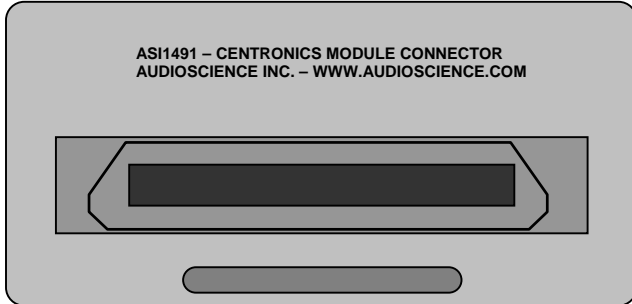 ASI1491 – CENTRONICS MODULE CONNECTOR
AUDIOSCIENCE INC. – WWW.AUDIOSCIENCE.COM